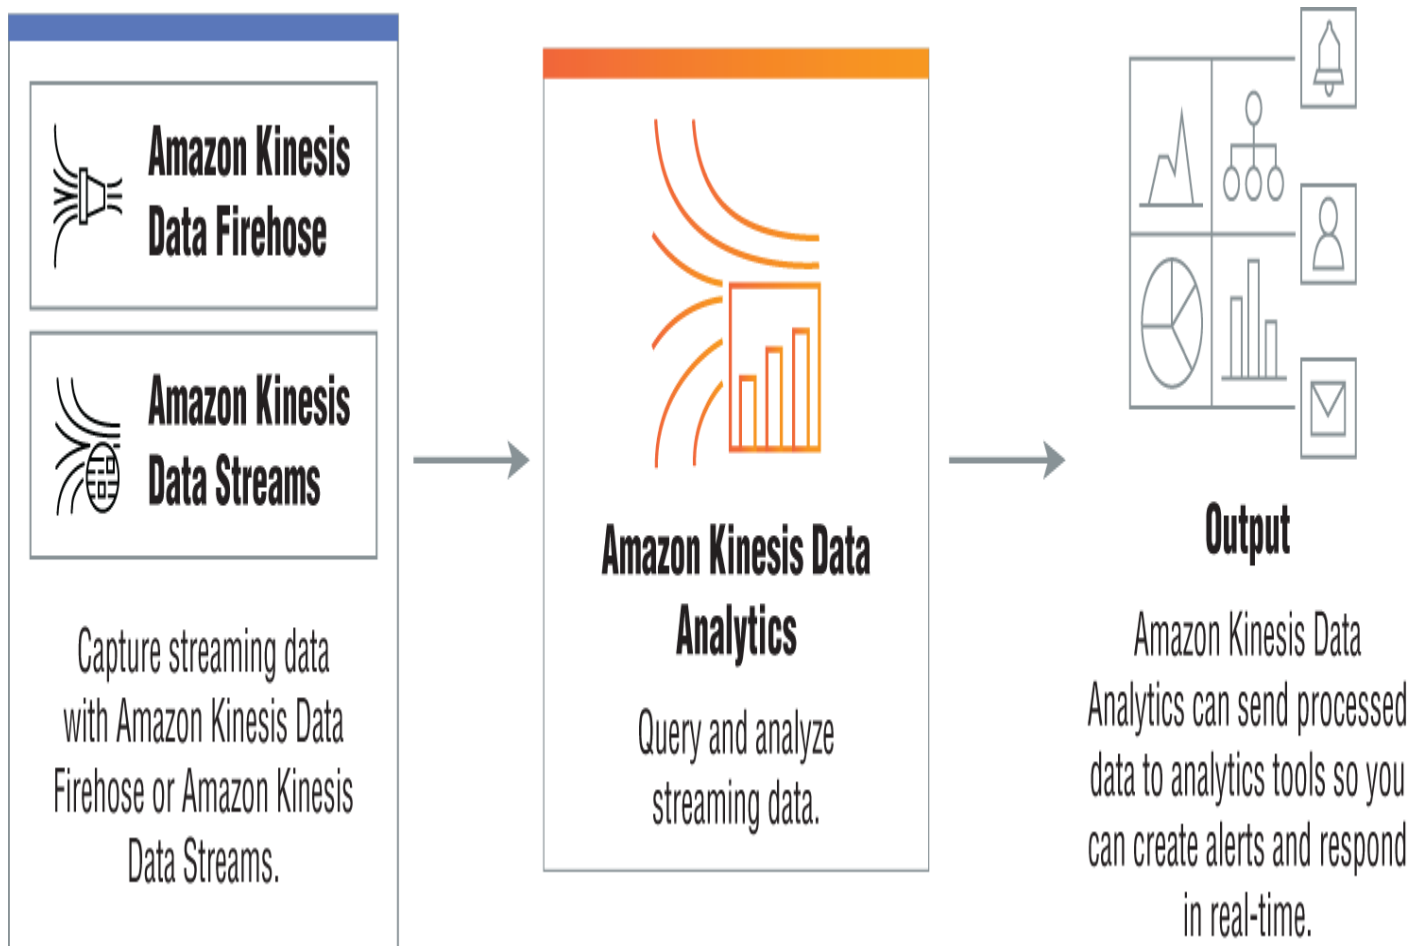 Amazon Kinesis
Data Firehose
Amazon Kinesis
Data Streams
Capture streaming data
with Amazon Kinesis Data
Firehose or Amazon Kinesis
Data Streams.
Amazon Kinesis Data
Analytics
Query and analyze
streaming data.
Output
Amazon Kinesis Data
Analytics can send processed
data to analytics tools so you
can create alerts and respond
in real-time.